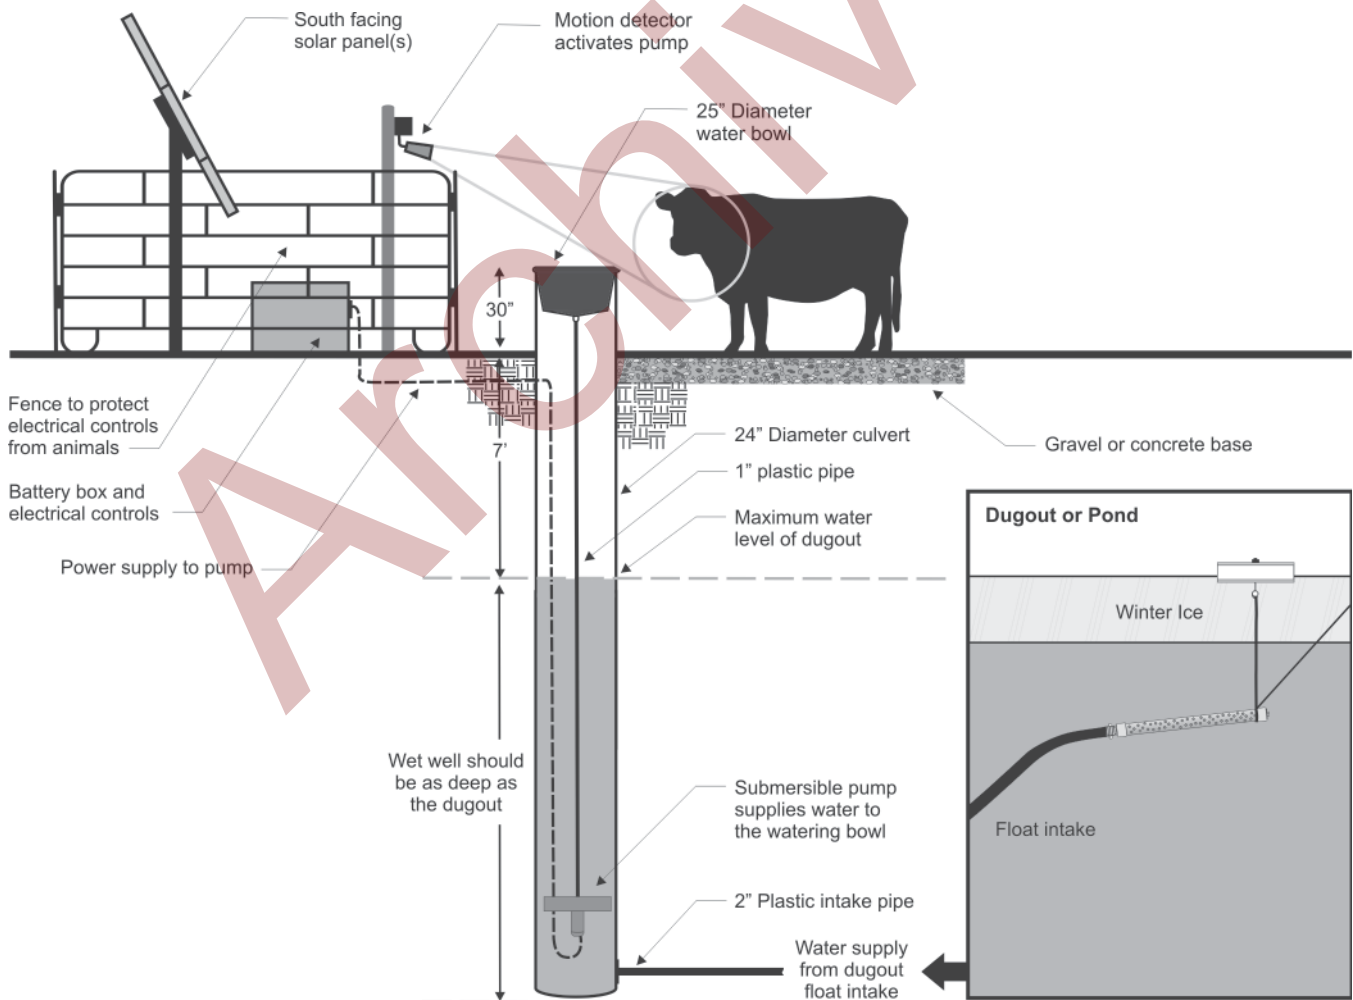 South facing
solar panel(s)
Motion detector
activates pump
25” Diameter
water bowl
30”
Fence to protect
electrical controls
from animals
7’
24” Diameter culvert
Gravel or concrete base
1” plastic pipe
Battery box and
electrical controls
Maximum water
level of dugout
Dugout or Pond
Power supply to pump
Winter Ice
Wet well should
be as deep as
the dugout
Submersible pump
supplies water to
the watering bowl
Float intake
2” Plastic intake pipe
Water supply
from dugout
float intake
Archiv